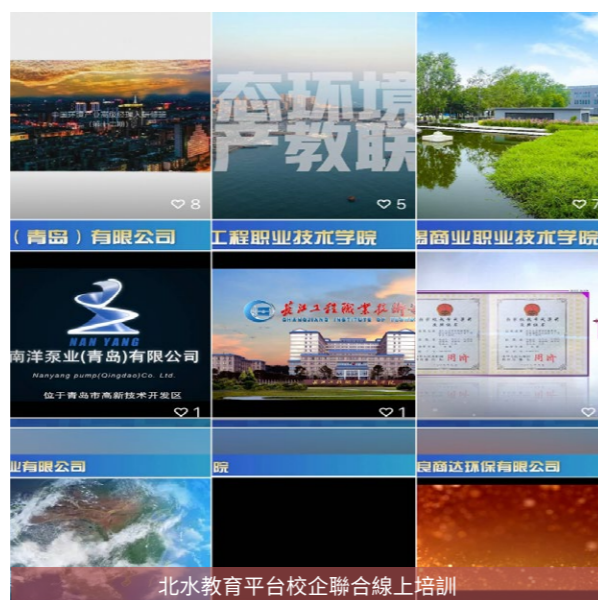 态环境
产教联
8
5
7
（青岛）有限公司
工程职业技术学院
商业职业技术学院
NAN YANG
南洋泵业(青岛)有限公司
Nanyang pump(Qingdao)Co. Ltd.
位于青岛市高新技术开发区
长江工程职业技术
1
1
业有限公司
院
良商达环保有限公司
北水教育平台校企聯合線上培訓